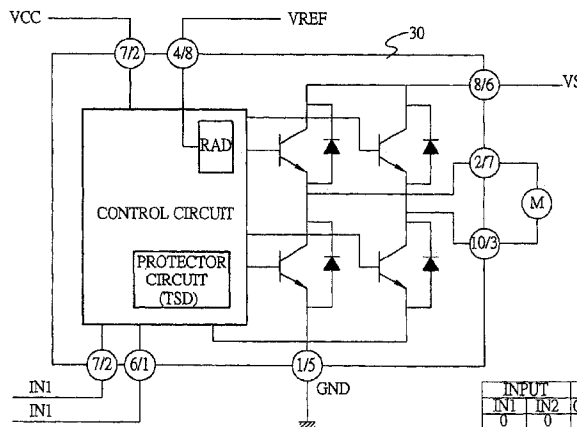 VCC
VREF
30
7/2
4/8
8/6
VS
RAD
2/7
CONTROL CIRCUIT
M
10/3
PROTECTOR
CIRCUIT
(TSD)
7/2
6/1
1/5
GND
IN1
IN1
INPUT
IN1 IN2
0 0